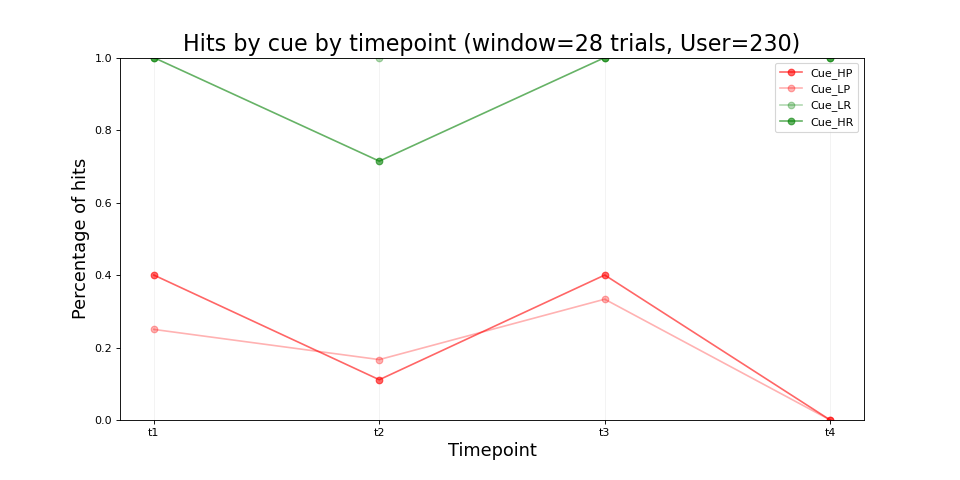 Hits by cue by timepoint (window=28 trials, User=230)
1.0
0.8
0.6
0.4
0.2
0.0
Percentage of hits
Cue_HP
Cue_LP
Cue_LR
Cue_HR
t1 t2 t3 t4
Timepoint